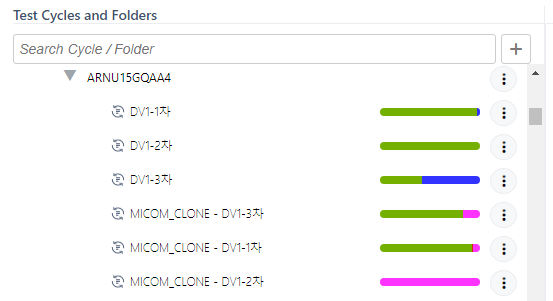 Test Cycles and Folders
Search Cycle / Folder
ARNU15GQAA4
DV1-1차
DV1-2차
DV1-3차
MICOM_CLONE - DV1-3차
MICOM_CLONE - DV1-1차
MICOM_CLONE - DV1-2차